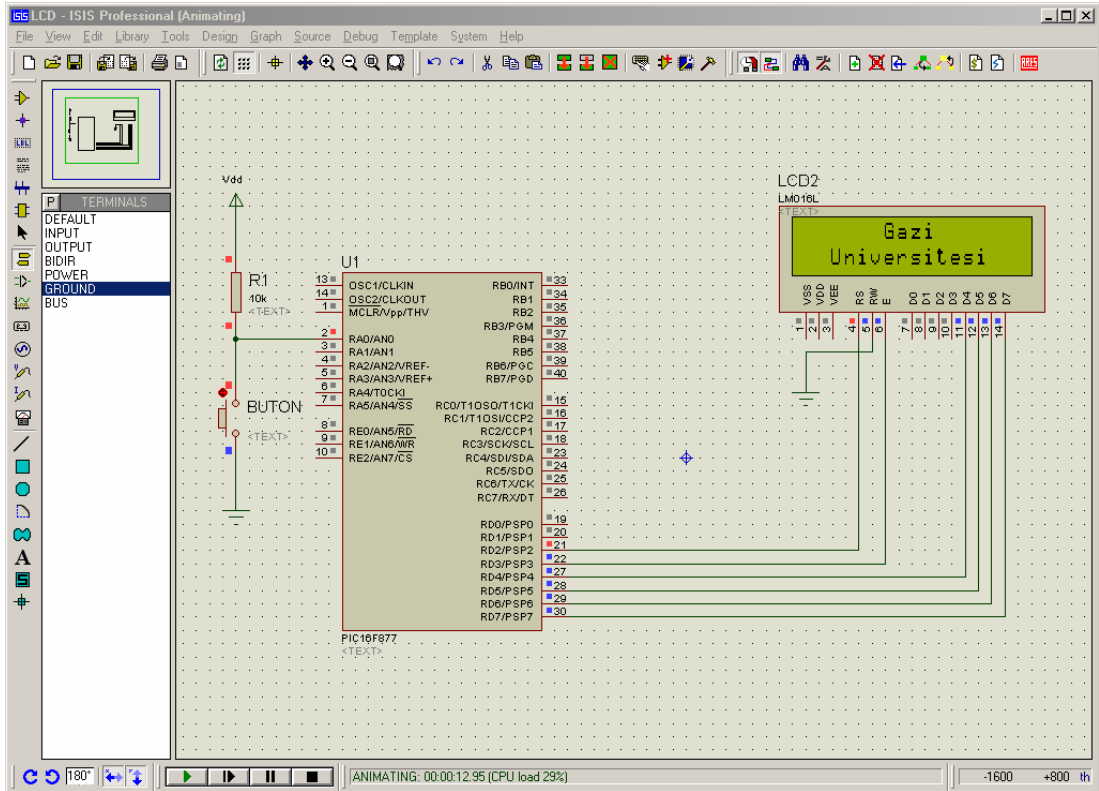 LCD - ISIS Professional (Animating)
File View Edit Library Tools Design Graph Source Debug Template System Help
P TERMINALS
DEFAULT
INPUT
OUTPUT
BIDIR
POWER
GROUND
BUS
LBL
A
S
ARES
Vdd
R1
10k
<TEXT>
BUTON
<TEXT>
U1
13 OSC1/CLKIN
14 OSC2/CLKOUT
1 MCLR/Vpp/THV
2 RA0/AN0
3 RA1/AN1
4 RA2/AN2/VREF-
5 RA3/AN3/VREF+
6 RA4/T0CKI
7 RA5/AN4/SS
8 RE0/AN5/RD
9 RE1/AN6/WR
10 RE2/AN7/CS
RB0/INT 33
RB1 34
RB2 35
RB3/PGM 36
RB4 37
RB5 38
RB6/PGC 39
RB7/PGD 40
RC0/T1OSO/T1CKI 15
RC1/T1OSI/CCP2 16
RC2/CCP1 17
RC3/SCK/SCL 18
RC4/SDI/SDA 23
RC5/SDO 24
RC6/TX/CK 25
RC7/RX/DT 26
RD0/PSP0 19
RD1/PSP1 20
RD2/PSP2 21
RD3/PSP3 22
RD4/PSP4 27
RD5/PSP5 28
RD6/PSP6 29
RD7/PSP7 30
PIC16F877
<TEXT>
LCD2
LM016L
<TEXT>
Gazi
Universitesi
VSS VDD VEE RS RW E D0 D1 D2 D3 D4 D5 D6 D7
1 2 3 4 5 6 7 8 9 10 11 12 13 14
180°
ANIMATING: 00:00:12.95 (CPU load 29%)
-1600 +800 th